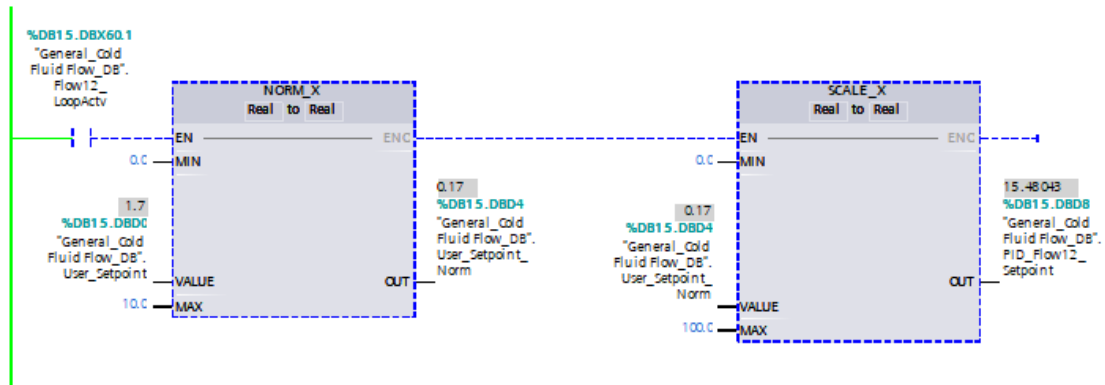 %DB15.DBX60.1
"General_Cold
Fluid Flow_DB".
Flow12_
LoopActv
NORM_X
Real to Real
EN
ENC
0.0
MIN
1.7
%DB15.DBD0
"General_Cold
Fluid Flow_DB".
User_Setpoint
VALUE
10.0
MAX
0.17
%DB15.DBD4
"General_Cold
Fluid Flow_DB".
User_Setpoint_
Norm
OUT
SCALE_X
Real to Real
EN
ENC
0.0
MIN
0.17
%DB15.DBD4
"General_Cold
Fluid Flow_DB".
User_Setpoint_
Norm
VALUE
100.0
MAX
15.48043
%DB15.DBD8
"General_Cold
Fluid Flow_DB".
PID_Flow12_
Setpoint
OUT